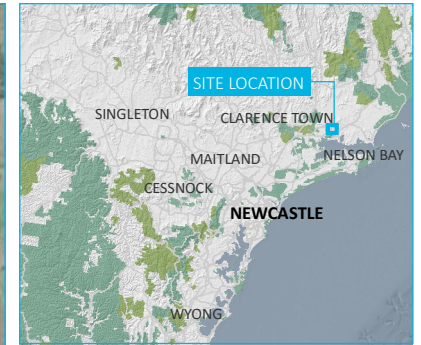 SITE LOCATION
SINGLETON
CLARENCE TOWN
MAITLAND
NELSON BAY
CESSNOCK
NEWCASTLE
WYONG